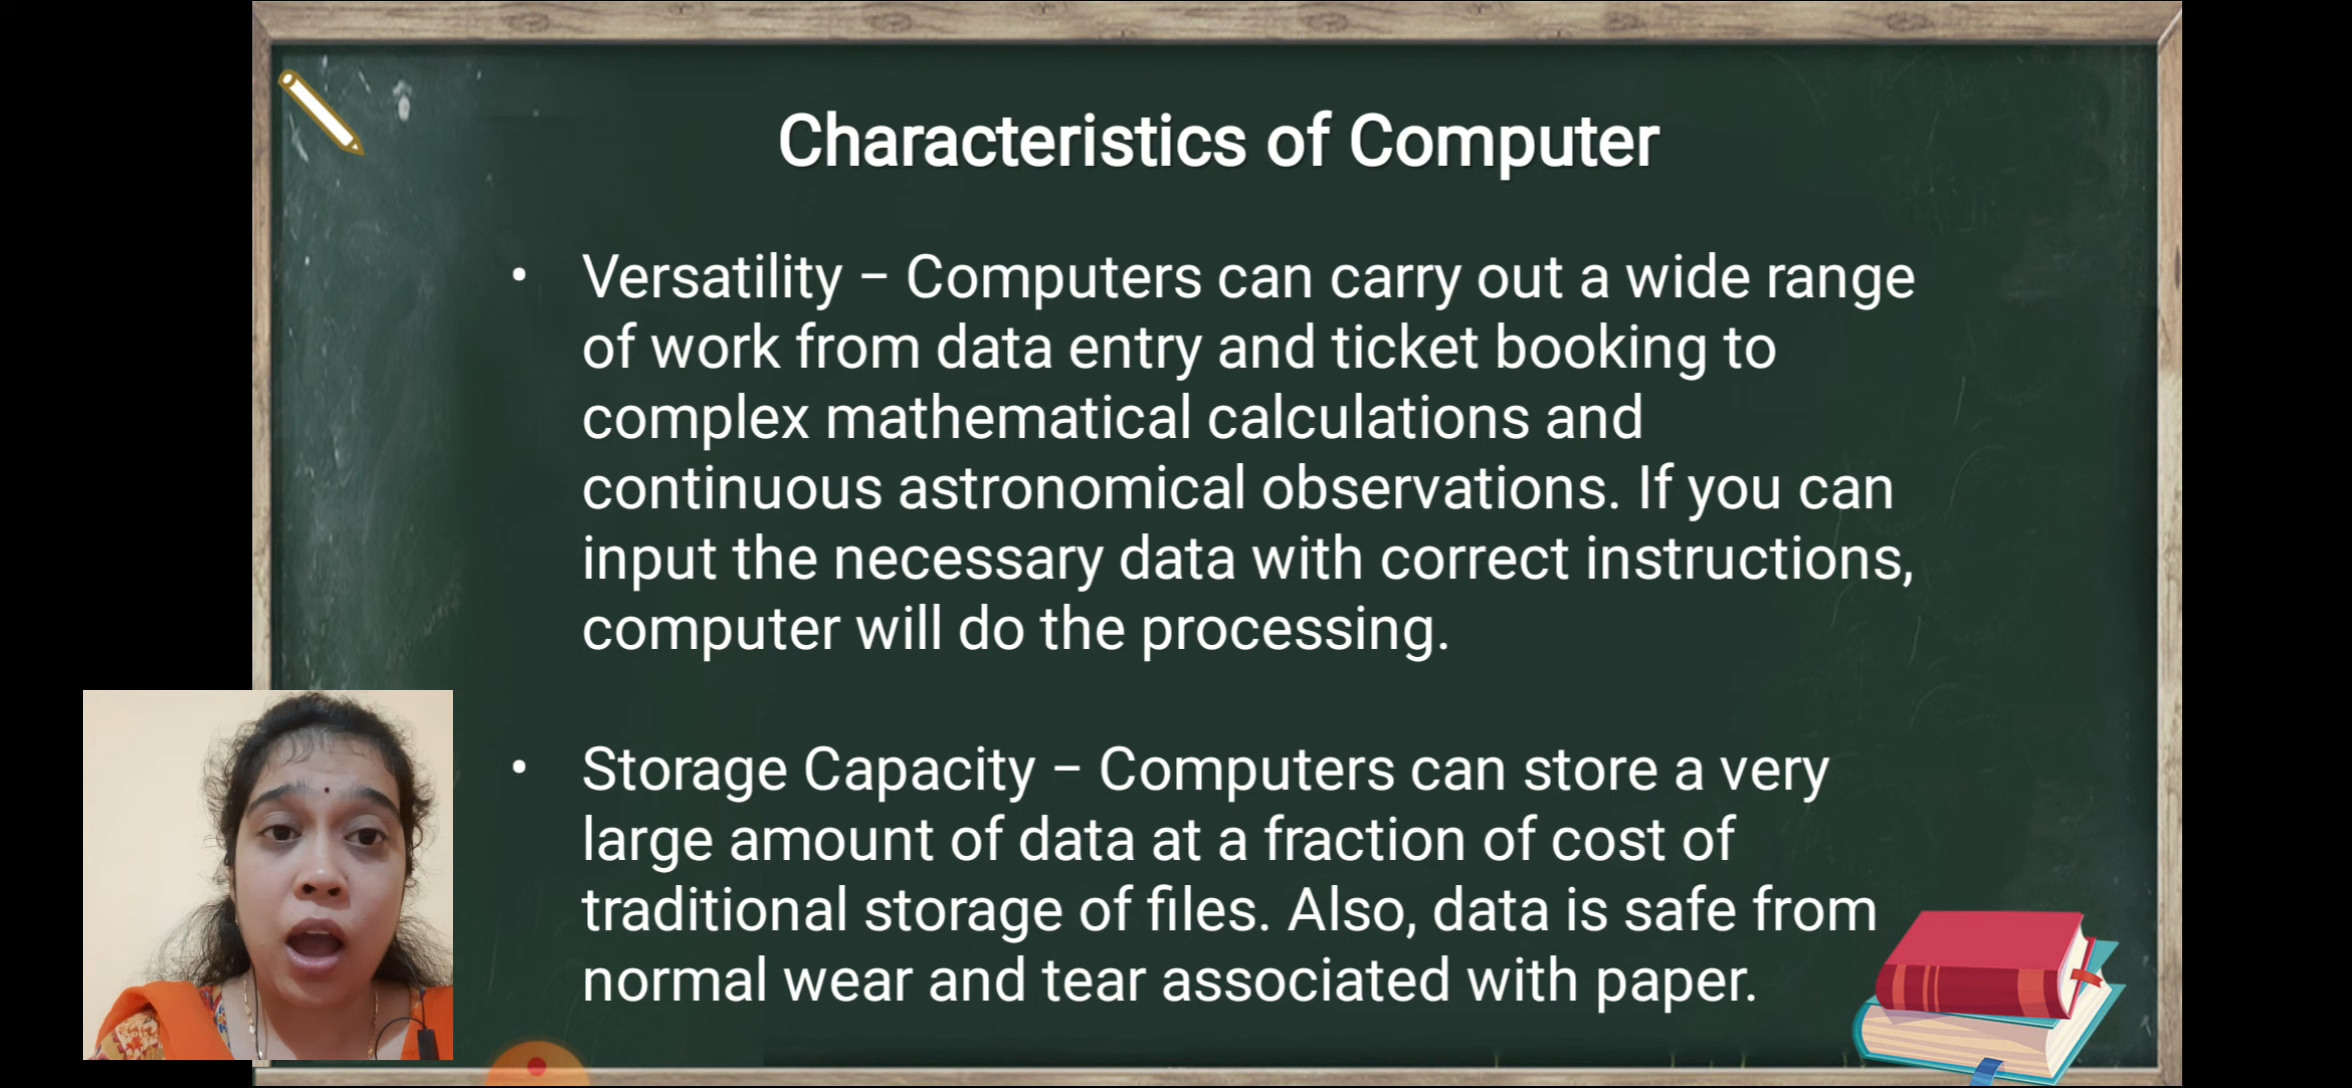 Characteristics of Computer
• Versatility – Computers can carry out a wide range
of work from data entry and ticket booking to
complex mathematical calculations and
continuous astronomical observations. If you can
input the necessary data with correct instructions,
computer will do the processing.
• Storage Capacity – Computers can store a very
large amount of data at a fraction of cost of
traditional storage of files. Also, data is safe from
normal wear and tear associated with paper.